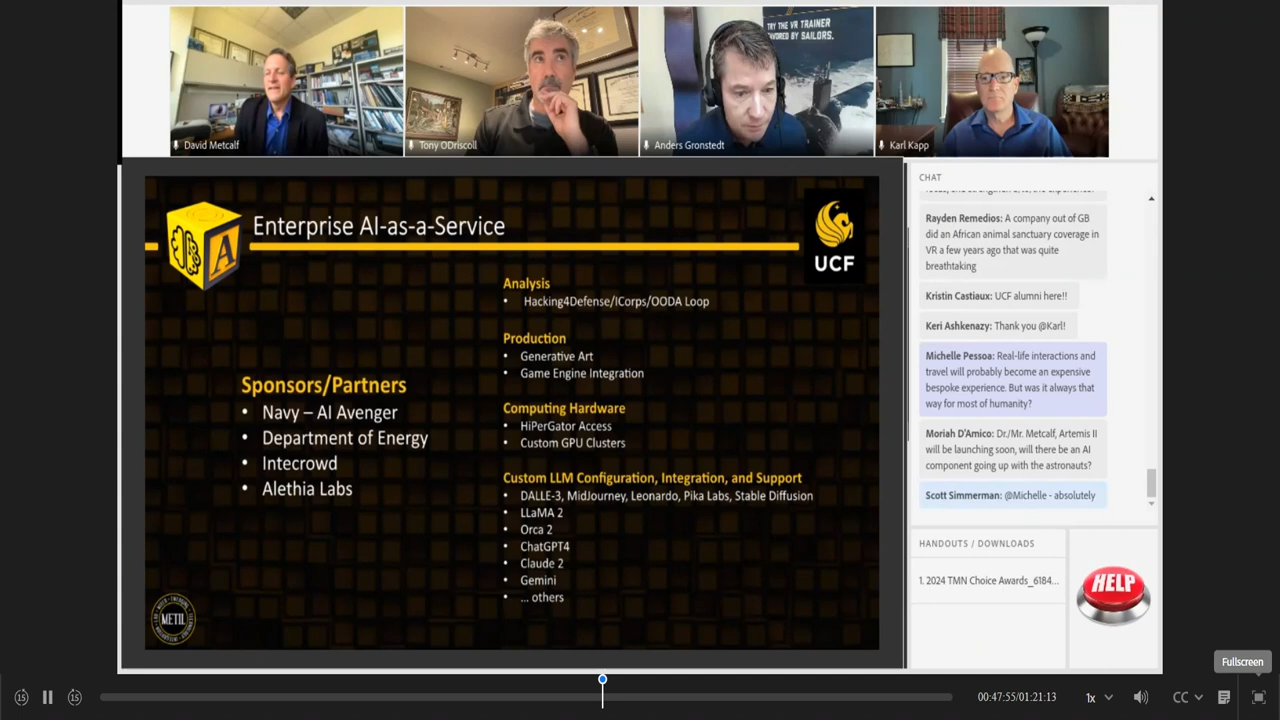 TRY THE VR TRAINER
FAVORED BY SAILORS.
David Metcalf
Tony ODriscoll
Anders Gronstedt
Karl Kapp
Enterprise AI-as-a-Service
A
UCF
Sponsors/Partners
• Navy – AI Avenger
• Department of Energy
• Intecrowd
• Alethia Labs
Analysis
• Hacking4Defense/ICorps/OODA Loop
Production
• Generative Art
• Game Engine Integration
Computing Hardware
• HiPerGator Access
• Custom GPU Clusters
Custom LLM Configuration, Integration, and Support
• DALLE-3, MidJourney, Leonardo, Pika Labs, Stable Diffusion
• LLaMA 2
• Orca 2
• ChatGPT4
• Claude 2
• Gemini
• ... others
METIL
CHAT
Rayden Remedios: A company out of GB
did an African animal sanctuary coverage in
VR a few years ago that was quite
breathtaking
Kristin Castiaux: UCF alumni here!!
Keri Ashkenazy: Thank you @Karl!
Michelle Pessoa: Real-life interactions and
travel will probably become an expensive
bespoke experience. But was it always that
way for most of humanity?
Moriah D'Amico: Dr./Mr. Metcalf, Artemis II
will be launching soon, will there be an AI
component going up with the astronauts?
Scott Simmerman: @Michelle - absolutely
HANDOUTS / DOWNLOADS
1. 2024 TMN Choice Awards_6184...
HELP
Fullscreen
15
15
00:47:55/01:21:13
1x
CC